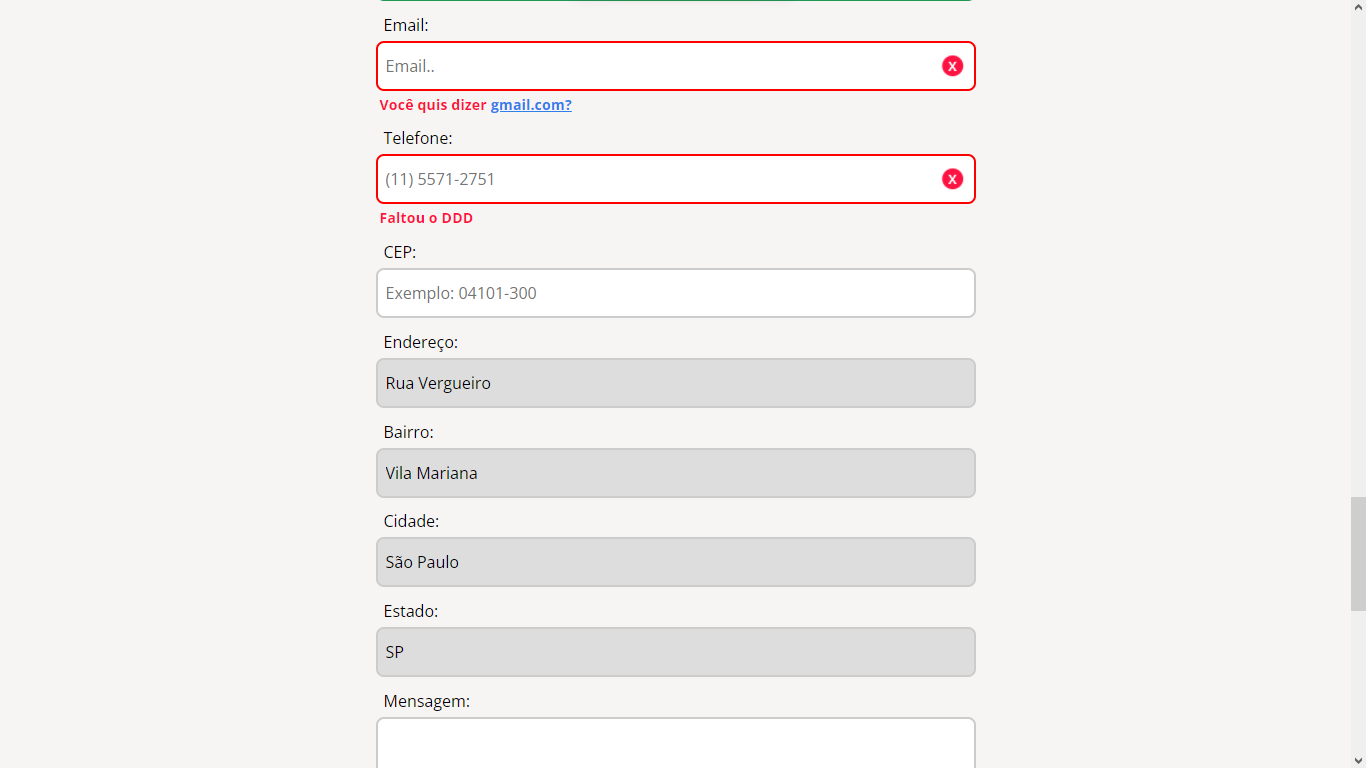 Email:
Email..
X
Você quis dizer gmail.com?
Telefone:
(11) 5571-2751
X
Faltou o DDD
CEP:
Exemplo: 04101-300
Endereço:
Rua Vergueiro
Bairro:
Vila Mariana
Cidade:
São Paulo
Estado:
SP
Mensagem: